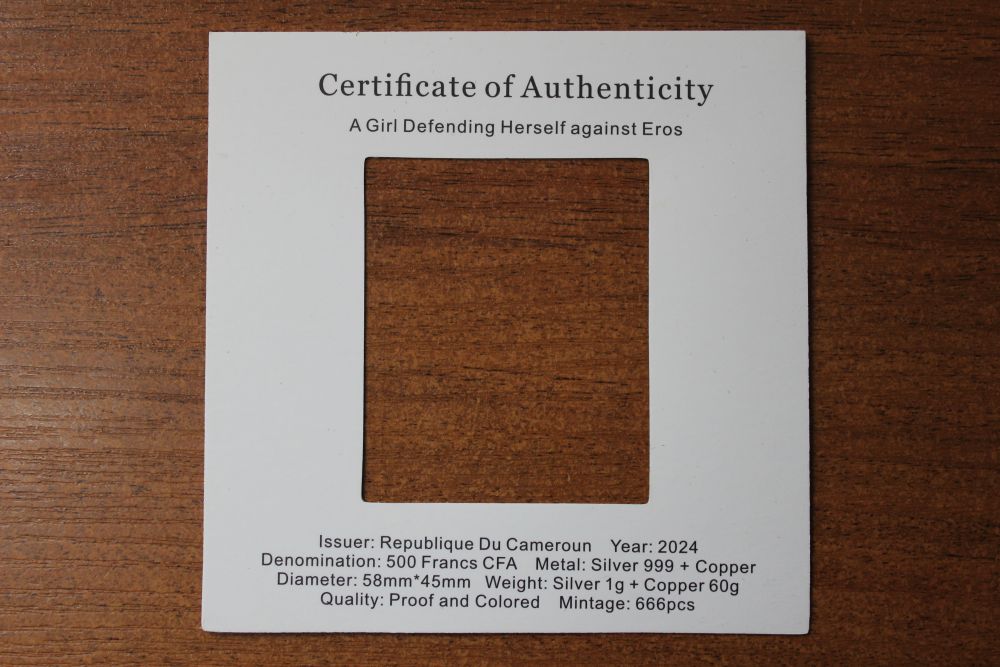 Certificate of Authenticity
A Girl Defending Herself against Eros
Issuer: Republique Du Cameroun Year: 2024
Denomination: 500 Francs CFA Metal: Silver 999 + Copper
Diameter: 58mm*45mm Weight: Silver 1g + Copper 60g
Quality: Proof and Colored Mintage: 666pcs